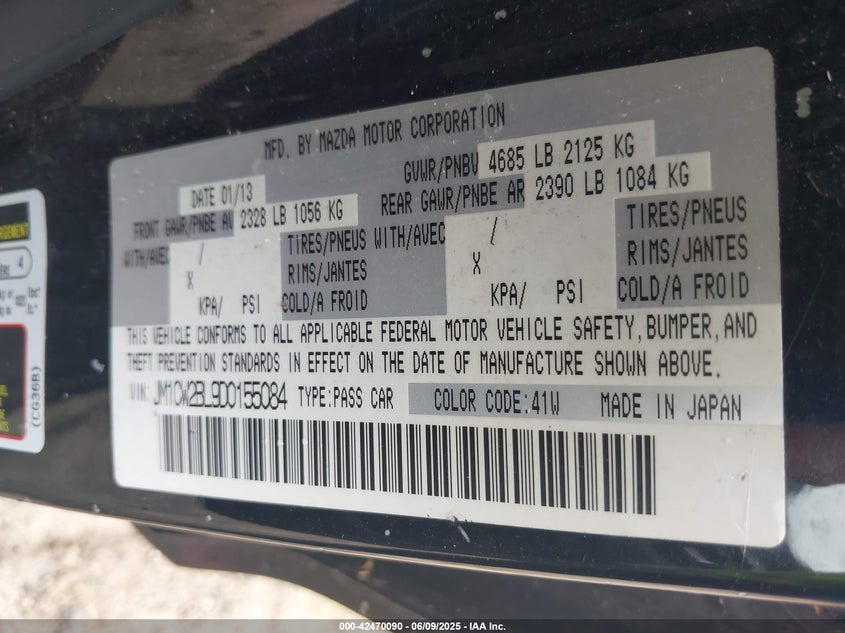 MFD. BY MAZDA MOTOR CORPORATION
GVWR/PNBV 4685 LB 2125 KG
DATE 01/13
FRONT GAWR/PNBE AV 2328 LB 1056 KG
REAR GAWR/PNBE AR 2390 LB 1084 KG
WITH/AVEC / TIRES/PNEUS WITH/AVEC / TIRES/PNEUS
X RIMS/JANTES X RIMS/JANTES
KPA/ PSI COLD/A FROID KPA/ PSI COLD/A FROID
THIS VEHICLE CONFORMS TO ALL APPLICABLE FEDERAL MOTOR VEHICLE SAFETY, BUMPER, AND
THEFT PREVENTION STANDARDS IN EFFECT ON THE DATE OF MANUFACTURE SHOWN ABOVE.
VIN: JM1CW2BL9D0155084 TYPE:PASS CAR COLOR CODE:41W MADE IN JAPAN
4
(CG36B)
000-42470090 - 06/09/2025 - IAA Inc.